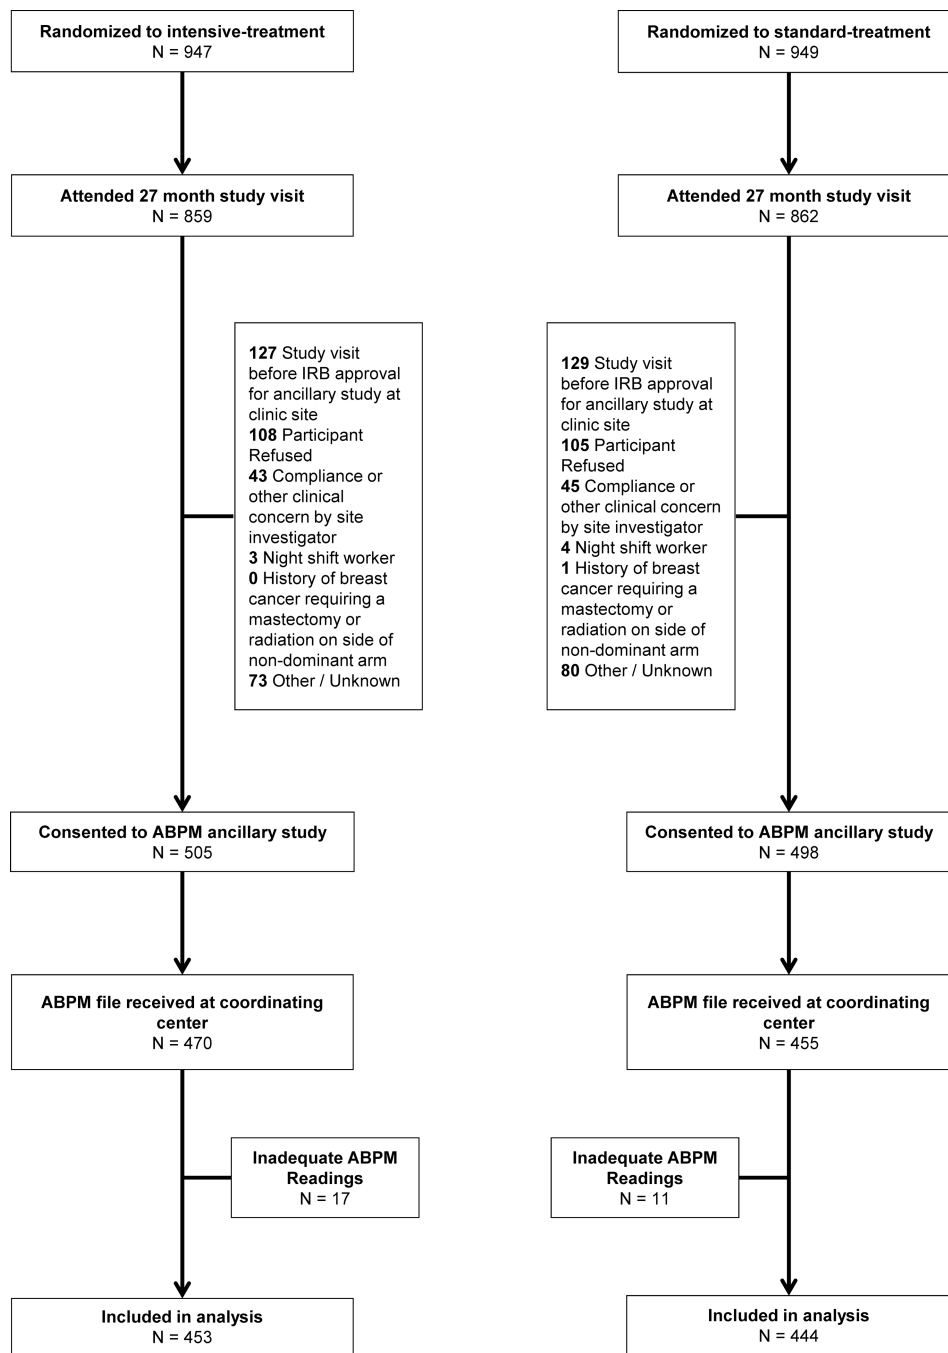 Randomized to intensive-treatment
N = 947
Attended 27 month study visit
N = 859
127 Study visit
before IRB approval
for ancillary study at
clinic site
108 Participant
Refused
43 Compliance or
other clinical
concern by site
investigator
3 Night shift worker
0 History of breast
cancer requiring a
mastectomy or
radiation on side of
non-dominant arm
73 Other / Unknown
Consented to ABPM ancillary study
N = 505
ABPM file received at coordinating
center
N = 470
Inadequate ABPM
Readings
N = 17
Included in analysis
N = 453
Randomized to standard-treatment
N = 949
Attended 27 month study visit
N = 862
129 Study visit
before IRB approval
for ancillary study at
clinic site
105 Participant
Refused
45 Compliance or
other clinical concern
by site investigator
4 Night shift worker
1 History of breast
cancer requiring a
mastectomy or
radiation on side of
non-dominant arm
80 Other / Unknown
Consented to ABPM ancillary study
N = 498
ABPM file received at coordinating
center
N = 455
Inadequate ABPM
Readings
N = 11
Included in analysis
N = 444